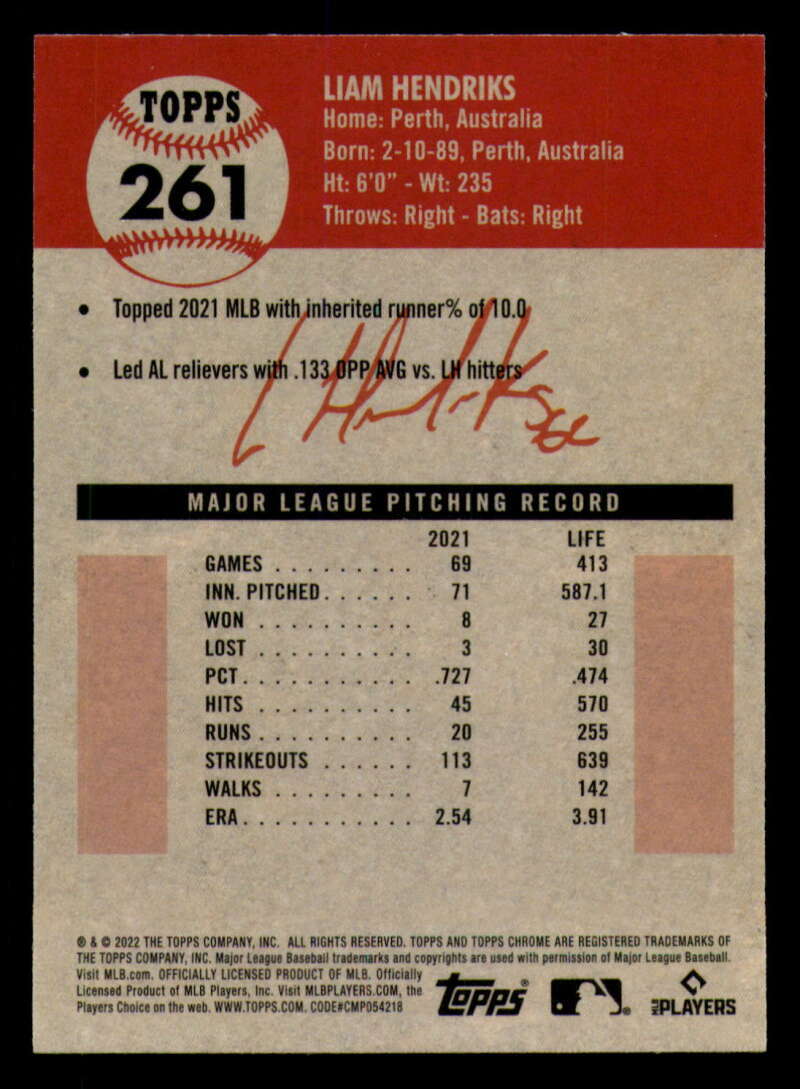 TOPPS
261
LIAM HENDRIKS
Home: Perth, Australia
Born: 2-10-89, Perth, Australia
Ht: 6'0" - Wt: 235
Throws: Right - Bats: Right
• Topped 2021 MLB with inherited runner% of 10.0
• Led AL relievers with .133 OPP AVG vs. LH hitters
L Hendriks
MAJOR LEAGUE PITCHING RECORD
2021 LIFE
GAMES . . . . . . . . . 69 413
INN. PITCHED. . . . . . 71 587.1
WON . . . . . . . . . . 8 27
LOST . . . . . . . . . . 3 30
PCT. . . . . . . . . . . .727 .474
HITS . . . . . . . . . . 45 570
RUNS . . . . . . . . . . 20 255
STRIKEOUTS . . . . . . 113 639
WALKS . . . . . . . . . 7 142
ERA. . . . . . . . . . . 2.54 3.91
® & © 2022 THE TOPPS COMPANY, INC. ALL RIGHTS RESERVED. TOPPS AND TOPPS CHROME ARE REGISTERED TRADEMARKS OF
THE TOPPS COMPANY, INC. Major League Baseball trademarks and copyrights are used with permission of Major League Baseball.
Visit MLB.com. OFFICIALLY LICENSED PRODUCT OF MLB. Officially
Licensed Product of MLB Players, Inc. Visit MLBPLAYERS.COM, the
Players Choice on the web. WWW.TOPPS.COM. CODE#CMP054218
Topps®
®
MLB PLAYERS